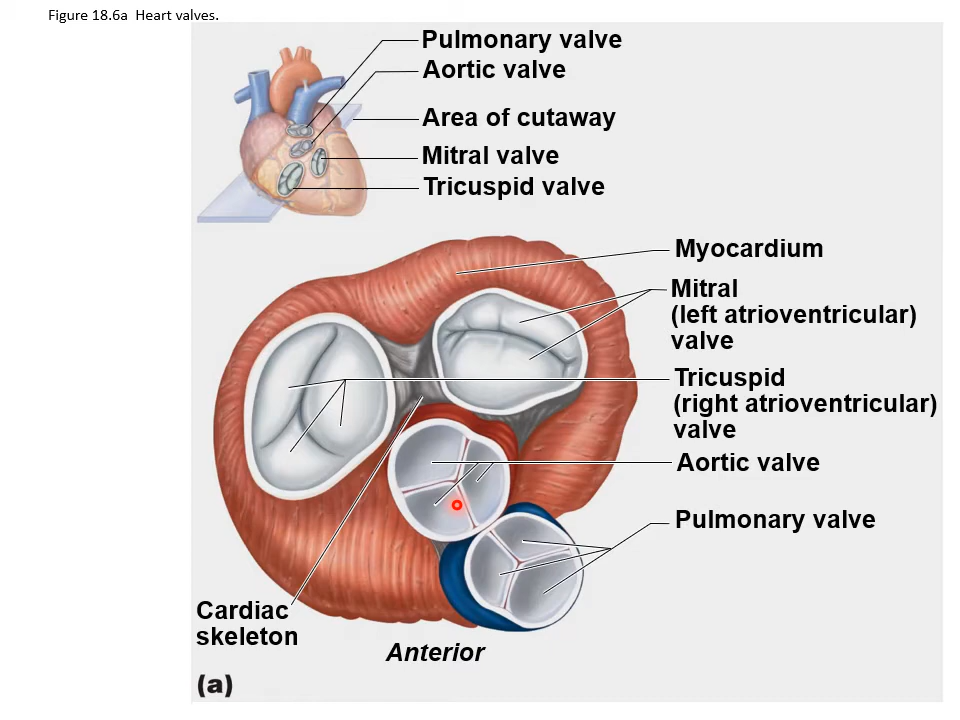 Figure 18.6a  Heart valves.
Pulmonary valve
Aortic valve
Area of cutaway
Mitral valve
Tricuspid valve
Myocardium
Mitral
(left atrioventricular)
valve
Tricuspid
(right atrioventricular)
valve
Aortic valve
Pulmonary valve
Cardiac
skeleton
Anterior
(a)